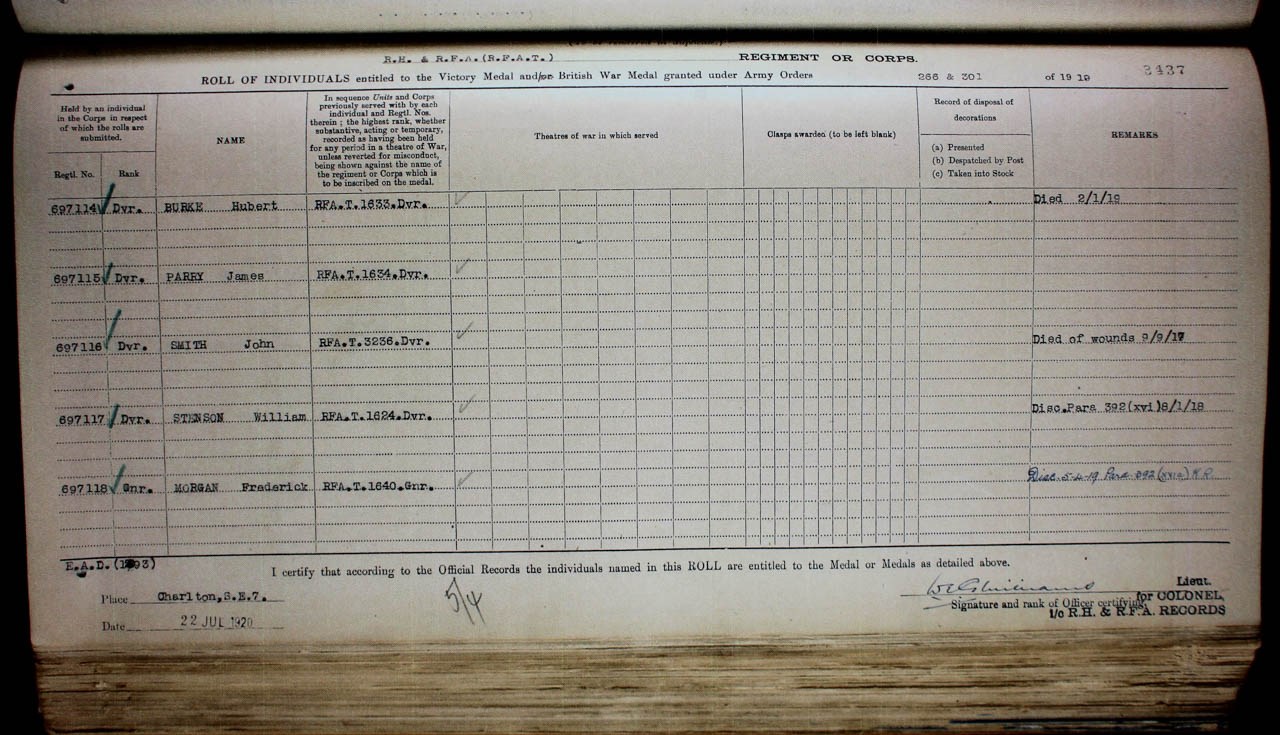 R.H. & R.F.A.(R.F.A.T.) REGIMENT OR CORPS.
3437
ROLL OF INDIVIDUALS entitled to the Victory Medal and/or British War Medal granted under Army Orders 266 & 301 of 1919
Held by an individual
in the Corps in respect
of which the rolls are
submitted.
Regtl. No. Rank
NAME
In sequence Units and Corps
previously served with by each
individual and Regtl. Nos.
therein ; the highest rank, whether
substantive, acting or temporary,
recorded as having been held
for any period in a theatre of War,
unless reverted for misconduct,
being shown against the name of
the regiment or Corps which is
to be inscribed on the medal.
Theatres of war in which served
Clasps awarded (to be left blank)
Record of disposal of
decorations
(a) Presented
(b) Despatched by Post
(c) Taken into Stock
REMARKS
697114 Dvr. BURKE Hubert RFA.T.1633.Dvr. Died 2/1/19
697115 Dvr. PARRY James RFA.T.1634.Dvr.
697116 Dvr. SMITH John RFA.T.3236.Dvr. Died of wounds 9/9/17
697117 Dvr. STENSON William RFA.T.1624.Dvr. Disc.Para 392(xvi)8/1/18
697118 Gnr. MORGAN Frederick RFA.T.1640.Gnr. Disc. 5-4-19 Para 392 K.R.
E.A.D.
I certify that according to the Official Records the individuals named in this ROLL are entitled to the Medal or Medals as detailed above.
Place Charlton,S.E.7.
Date 22 JUL 1920
5/4
Lieut.
for COLONEL,
Signature and rank of Officer certifying,
I/c R.H. & R.F.A. RECORDS